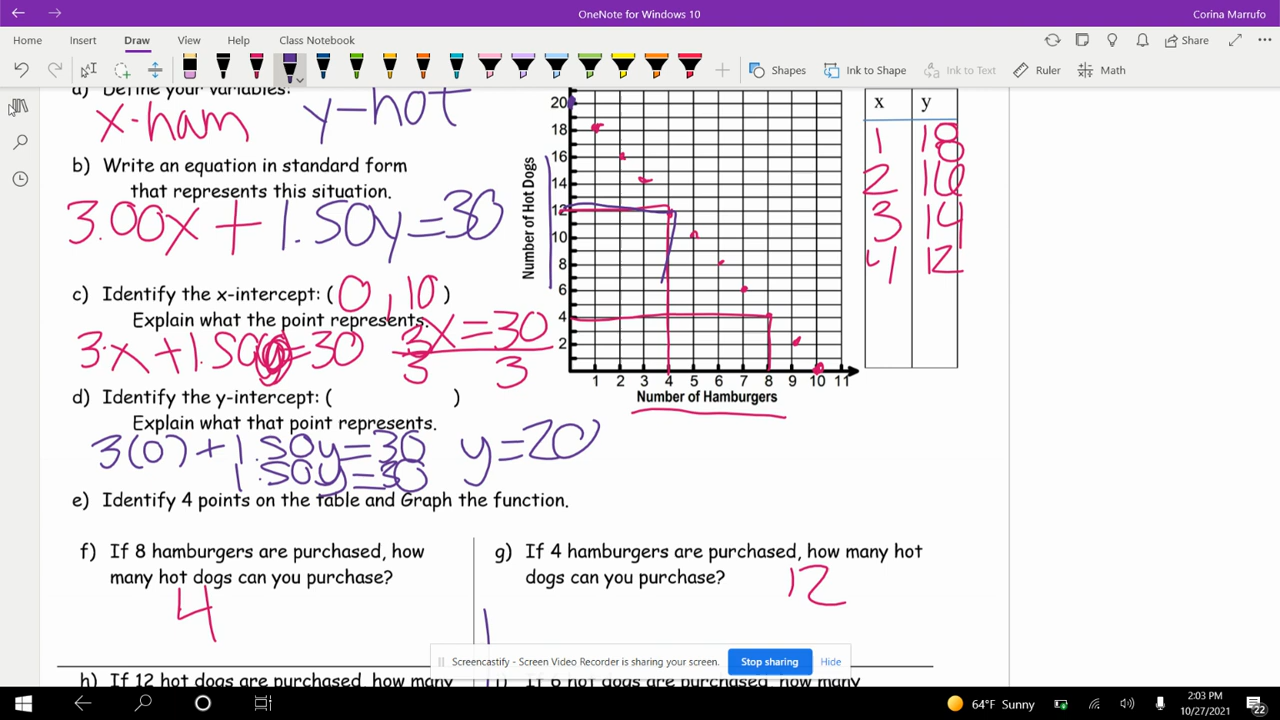 OneNote for Windows 10
Corina Marrufo
Home Insert Draw View Help Class Notebook
Share
Shapes Ink to Shape Ink to Text Ruler Math
a) Define your variables:
x-ham y-hot
b) Write an equation in standard form
that represents this situation.
3.00x + 1.50y=30
c) Identify the x-intercept: ( 0, 10 )
Explain what the point represents.
3·x +1.50 =30
3x=30
3 3
d) Identify the y-intercept: ( )
Explain what that point represents.
3(0)+1.50y=30 y=20
1.50y=30
e) Identify 4 points on the table and Graph the function.
f) If 8 hamburgers are purchased, how
many hot dogs can you purchase?
4
g) If 4 hamburgers are purchased, how many hot
dogs can you purchase?
12
h) If 12 hot dogs are purchased, how many
If 6 hot dogs are purchased, how many
Number of Hot Dogs
20
18
16
14
12
10
8
6
4
2
1 2 3 4 5 6 7 8 9 10 11
Number of Hamburgers
x y
1 18
2 16
3 14
4 12
Screencastify - Screen Video Recorder is sharing your screen.
Stop sharing Hide
64°F Sunny
2:03 PM
10/27/2021
22